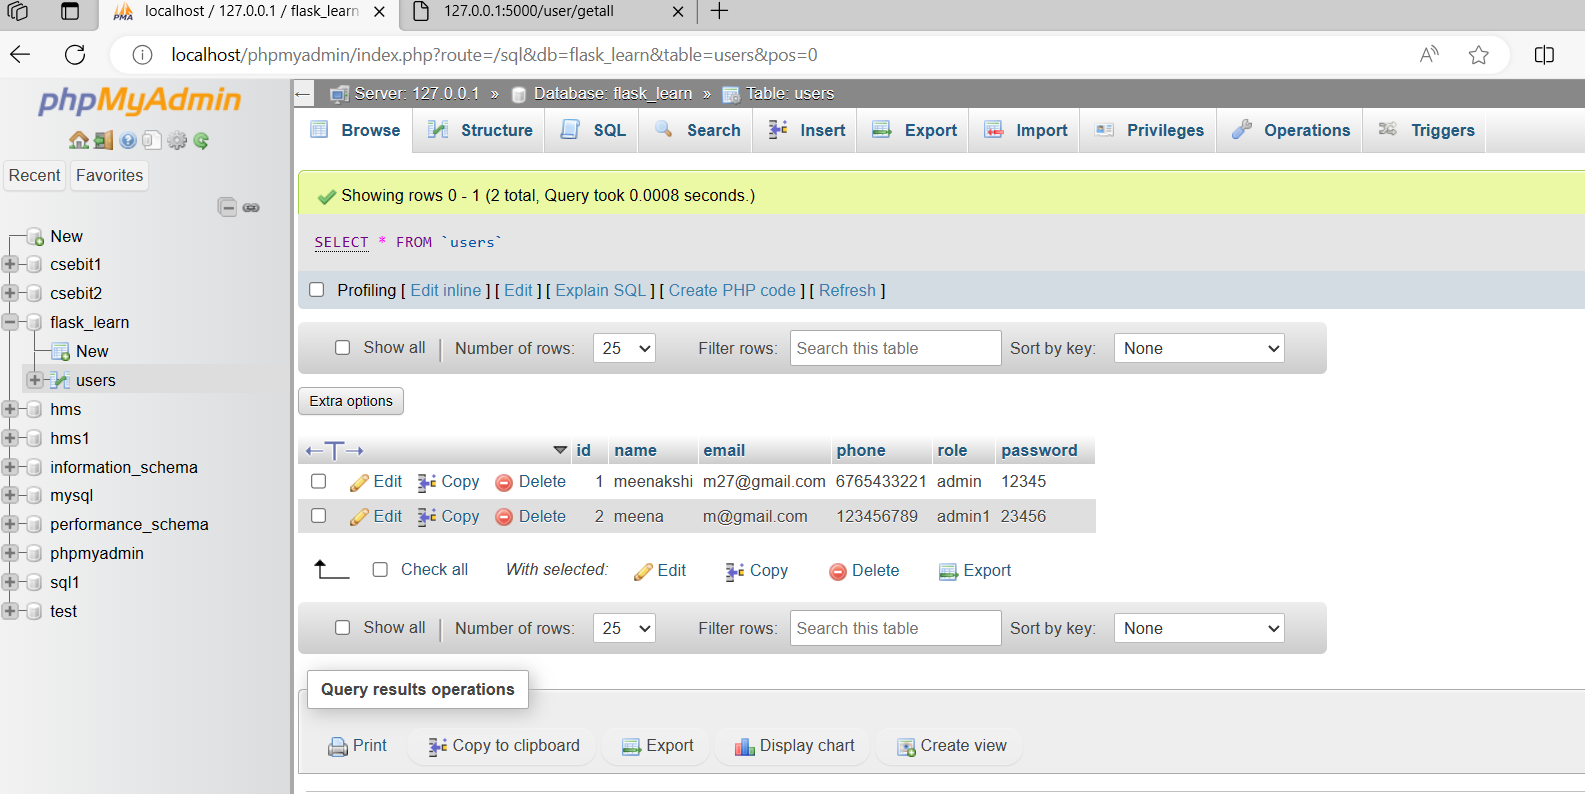 localhost / 127.0.0.1 / flask_learn
127.0.0.1:5000/user/getall
localhost/phpmyadmin/index.php?route=/sql&db=flask_learn&table=users&pos=0
phpMyAdmin
Recent Favorites
New
csebit1
csebit2
flask_learn
New
users
hms
hms1
information_schema
mysql
performance_schema
phpmyadmin
sql1
test
Server: 127.0.0.1 » Database: flask_learn » Table: users
Browse Structure SQL Search Insert Export Import Privileges Operations Triggers
Showing rows 0 - 1 (2 total, Query took 0.0008 seconds.)
SELECT * FROM `users`
Profiling [ Edit inline ] [ Edit ] [ Explain SQL ] [ Create PHP code ] [ Refresh ]
Show all Number of rows: 25 Filter rows: Search this table Sort by key: None
Extra options
id name email phone role password
Edit Copy Delete 1 meenakshi m27@gmail.com 6765433221 admin 12345
Edit Copy Delete 2 meena m@gmail.com 123456789 admin1 23456
Check all With selected: Edit Copy Delete Export
Show all Number of rows: 25 Filter rows: Search this table Sort by key: None
Query results operations
Print Copy to clipboard Export Display chart Create view